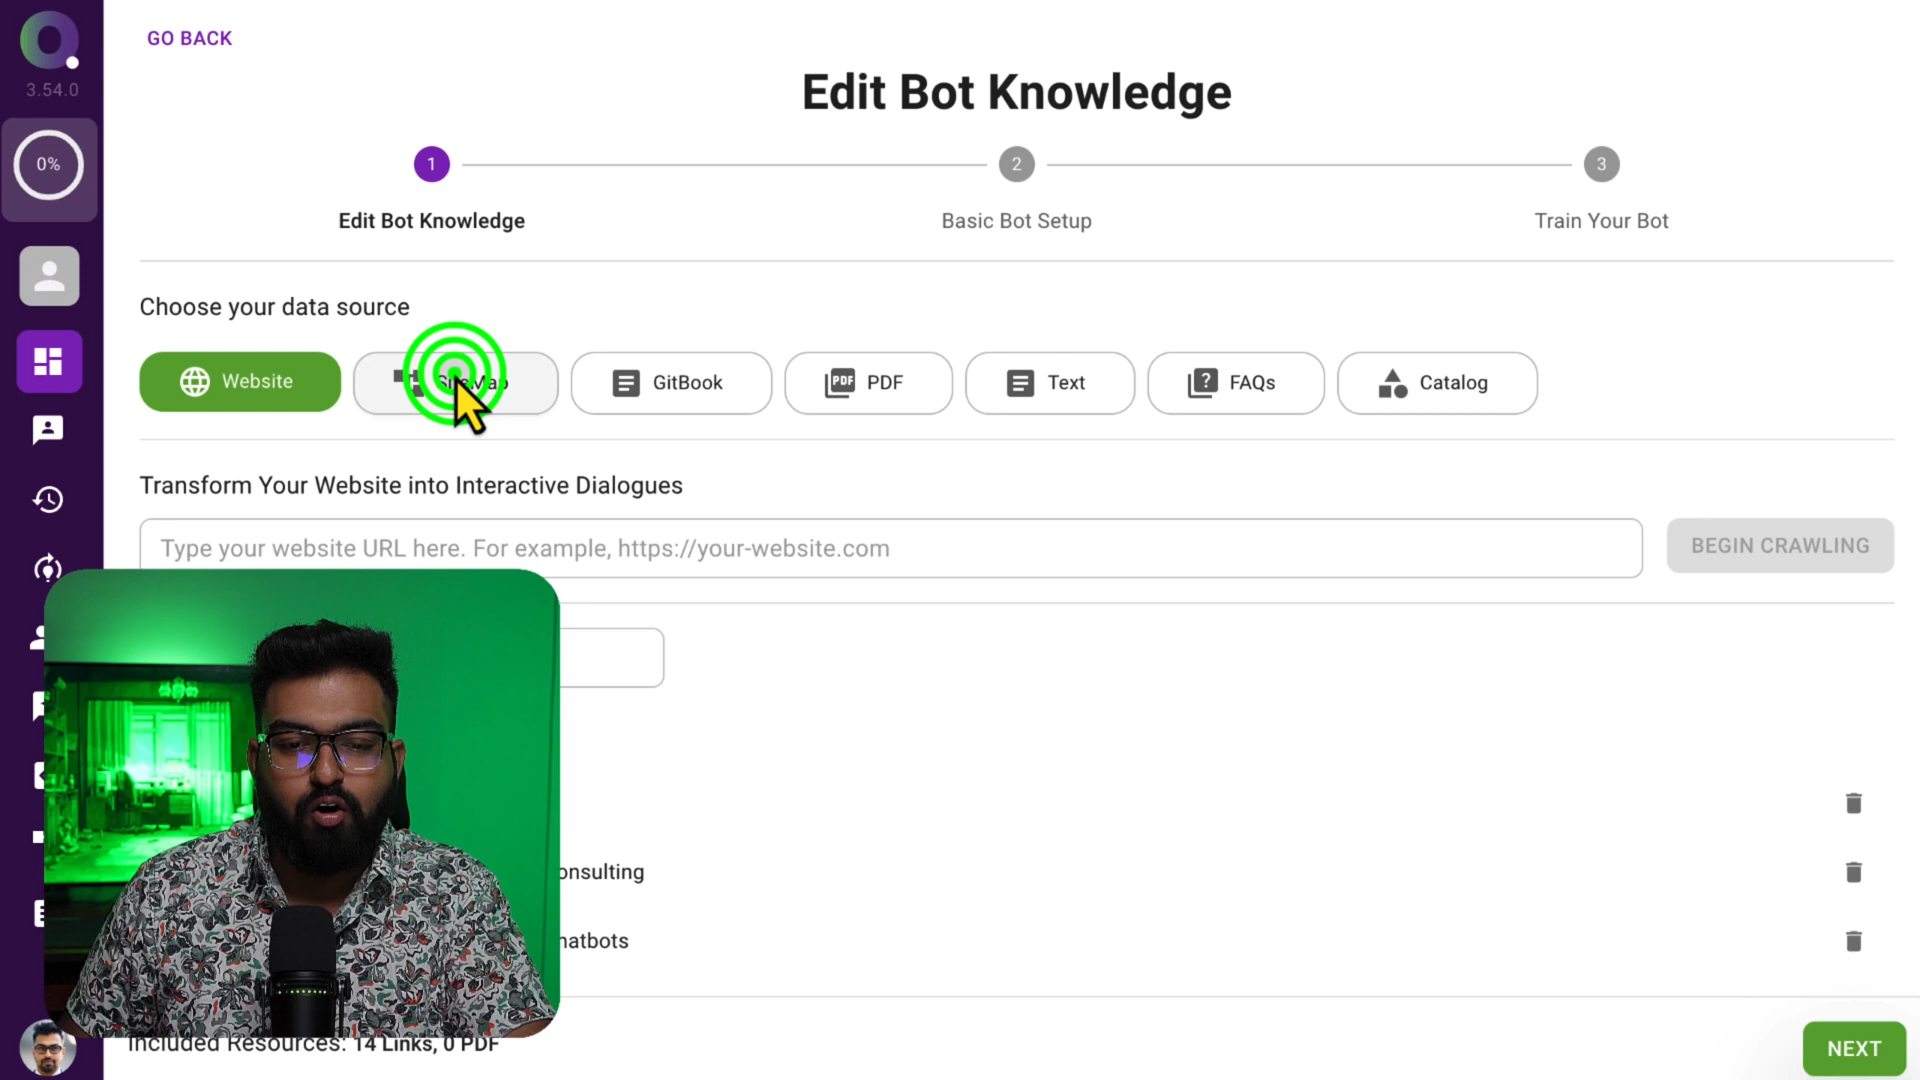 GO BACK
3.54.0
Edit Bot Knowledge
0%
1
2
3
Edit Bot Knowledge
Basic Bot Setup
Train Your Bot
Choose your data source
Website
SiteMap
GitBook
PDF
PDF
Text
?
FAQs
Catalog
Transform Your Website into Interactive Dialogues
Type your website URL here. For example, https://your-website.com
BEGIN CRAWLING
onsulting
hatbots
Included Resources: 14 Links, 0 PDF
NEXT